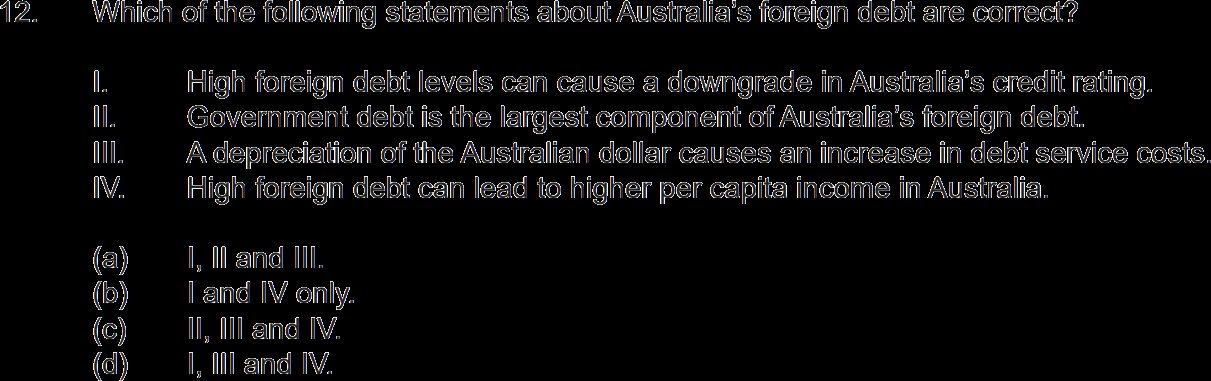 12. Which of the following statements about Australia's foreign debt are correct?
I. High foreign debt levels can cause a downgrade in Australia's credit rating.
II. Government debt is the largest component of Australia's foreign debt.
III. A depreciation of the Australian dollar causes an increase in debt service costs.
IV. High foreign debt can lead to higher per capita income in Australia.
(a) I, II and III.
(b) I and IV only.
(c) II, III and IV.
(d) I, III and IV.